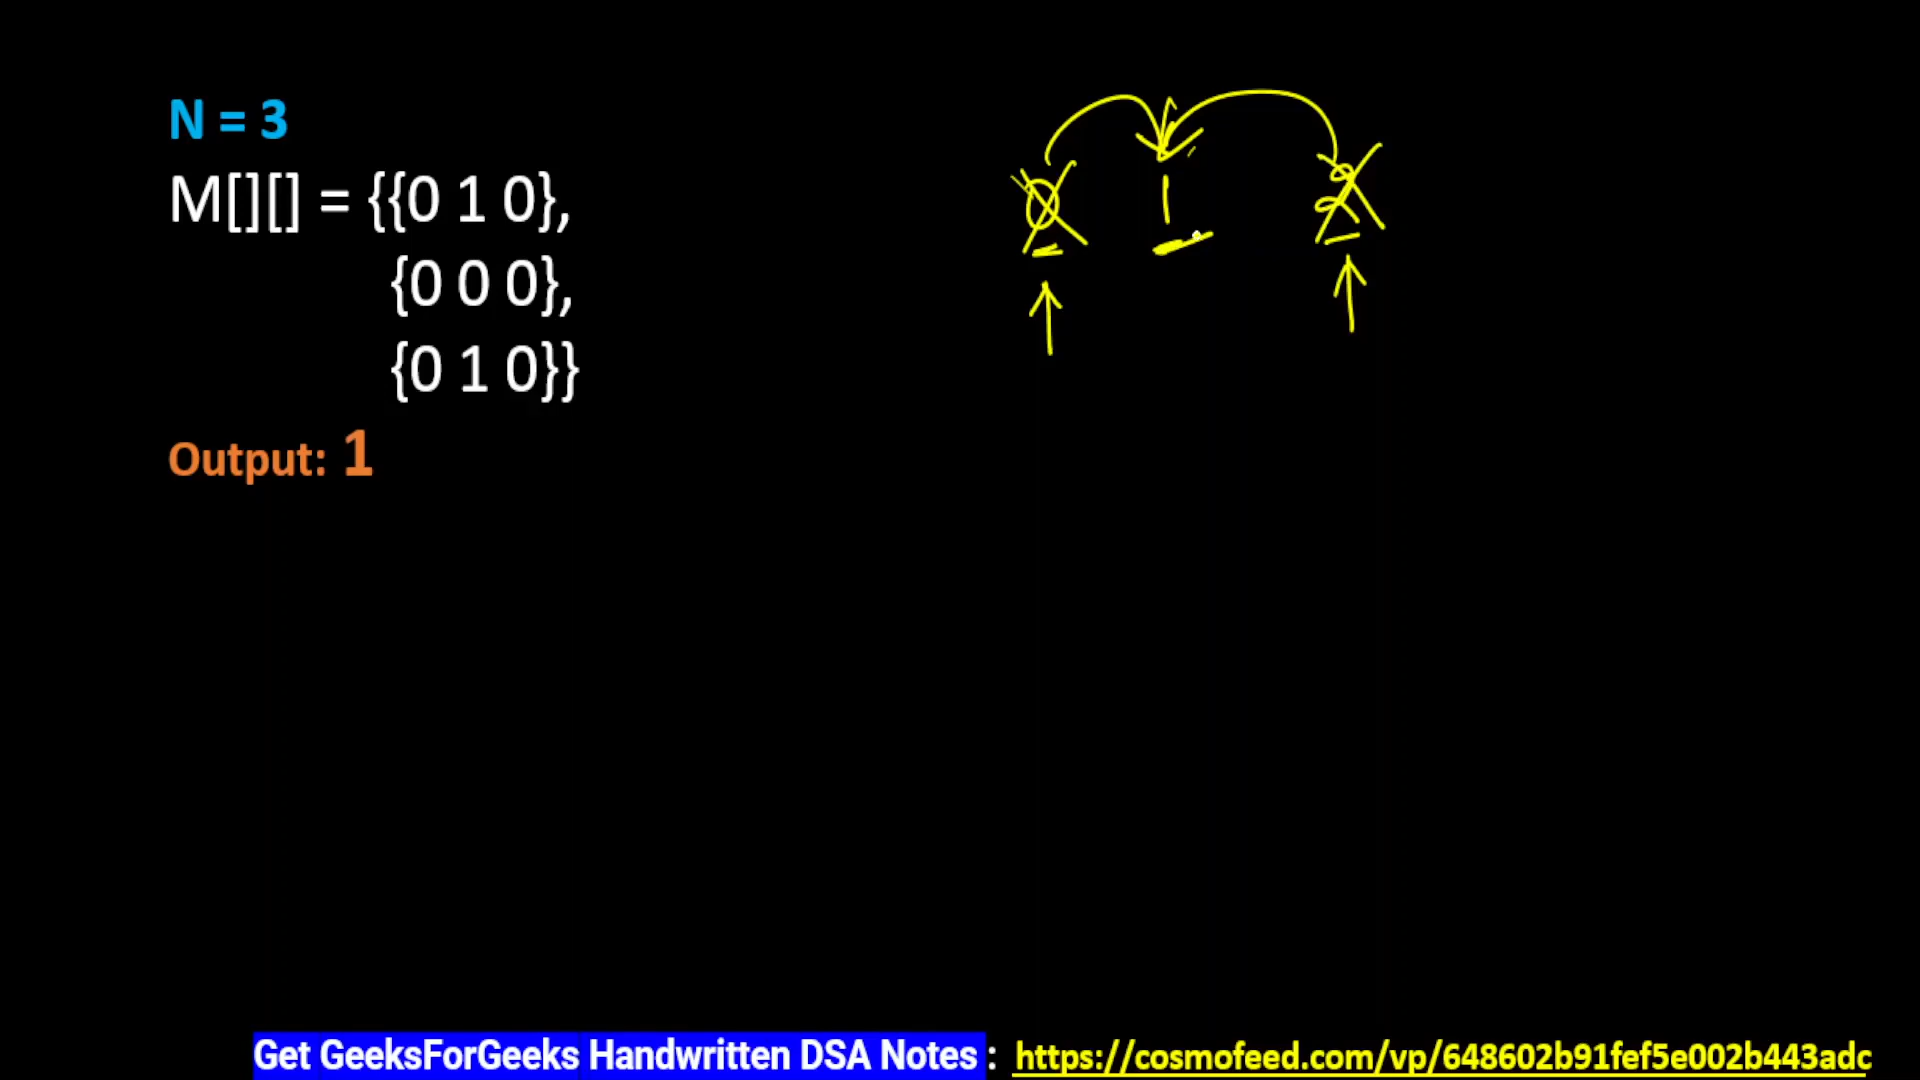 N = 3
M[][] = {{0 1 0},
{0 0 0},
{0 1 0}}
Output: 1
0 1 2
Get GeeksForGeeks Handwritten DSA Notes : https://cosmofeed.com/vp/648602b91fef5e002b443adc